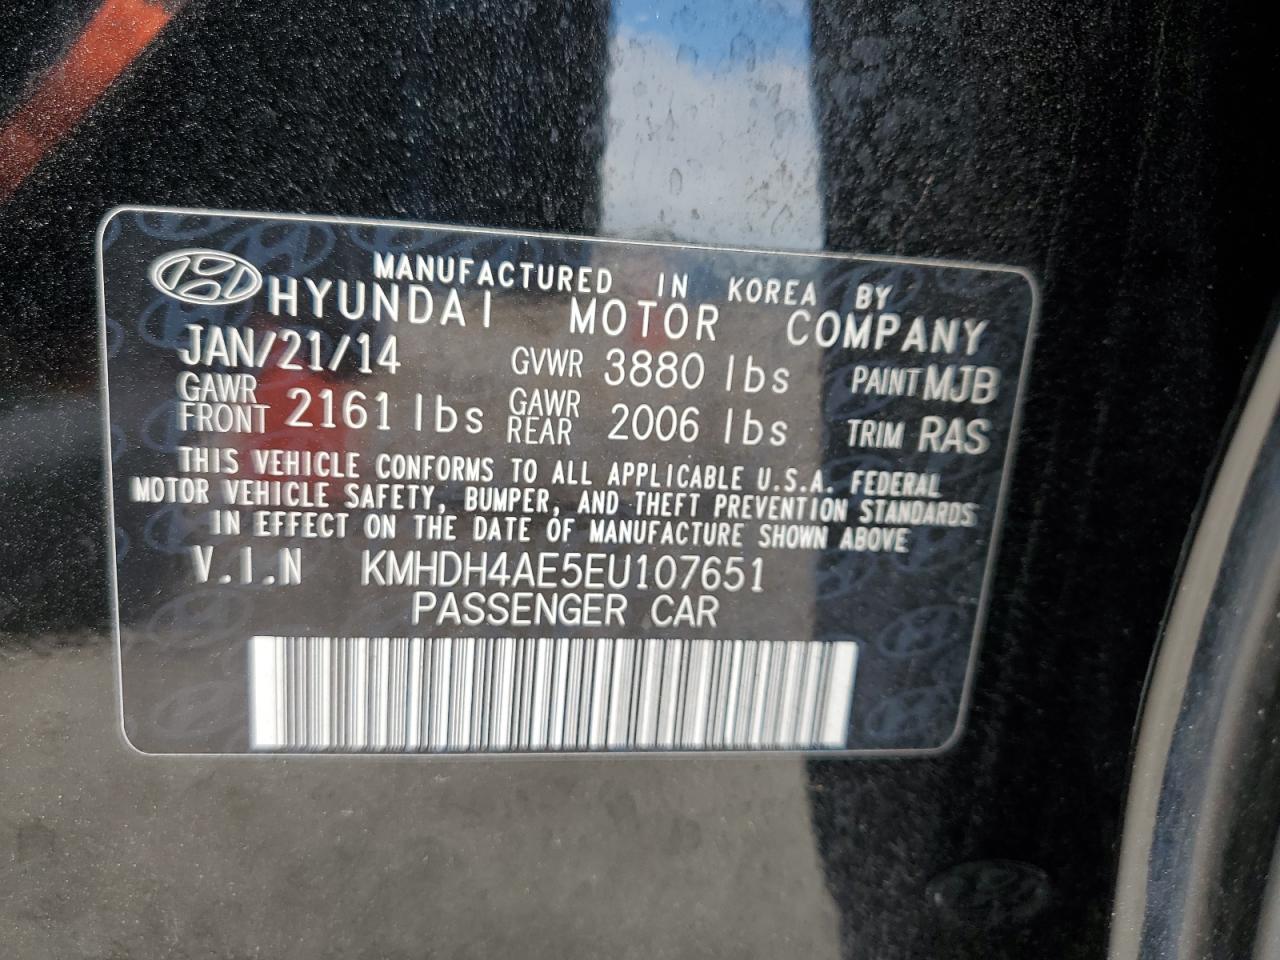 MANUFACTURED IN KOREA BY
HYUNDAI MOTOR COMPANY
JAN/21/14 GVWR 3880 lbs PAINT MJB
GAWR FRONT 2161 lbs GAWR REAR 2006 lbs TRIM RAS
THIS VEHICLE CONFORMS TO ALL APPLICABLE U.S.A. FEDERAL
MOTOR VEHICLE SAFETY, BUMPER, AND THEFT PREVENTION STANDARDS
IN EFFECT ON THE DATE OF MANUFACTURE SHOWN ABOVE
V.I.N KMHDH4AE5EU107651
PASSENGER CAR